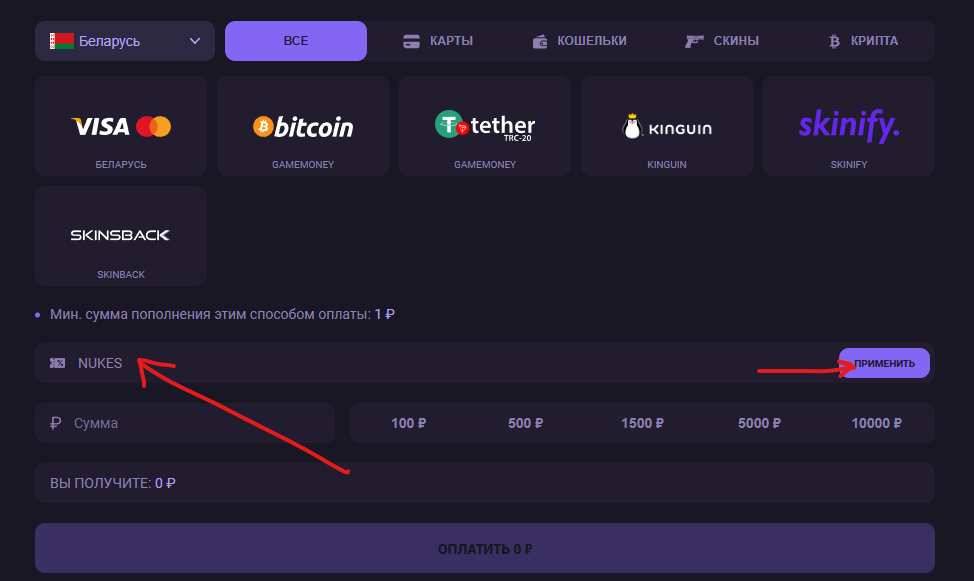 Беларусь ВСЕ КАРТЫ КОШЕЛЬКИ СКИНЫ КРИПТА
VISA bitcoin tether TRC-20 KINGUIN skinify.
БЕЛАРУСЬ GAMEMONEY GAMEMONEY KINGUIN SKINIFY
SKINSBACK
SKINBACK
Мин. сумма пополнения этим способом оплаты: 1 ₽
NUKES ПРИМЕНИТЬ
₽ Сумма 100 ₽ 500 ₽ 1500 ₽ 5000 ₽ 10000 ₽
ВЫ ПОЛУЧИТЕ: 0 ₽
ОПЛАТИТЬ 0 ₽